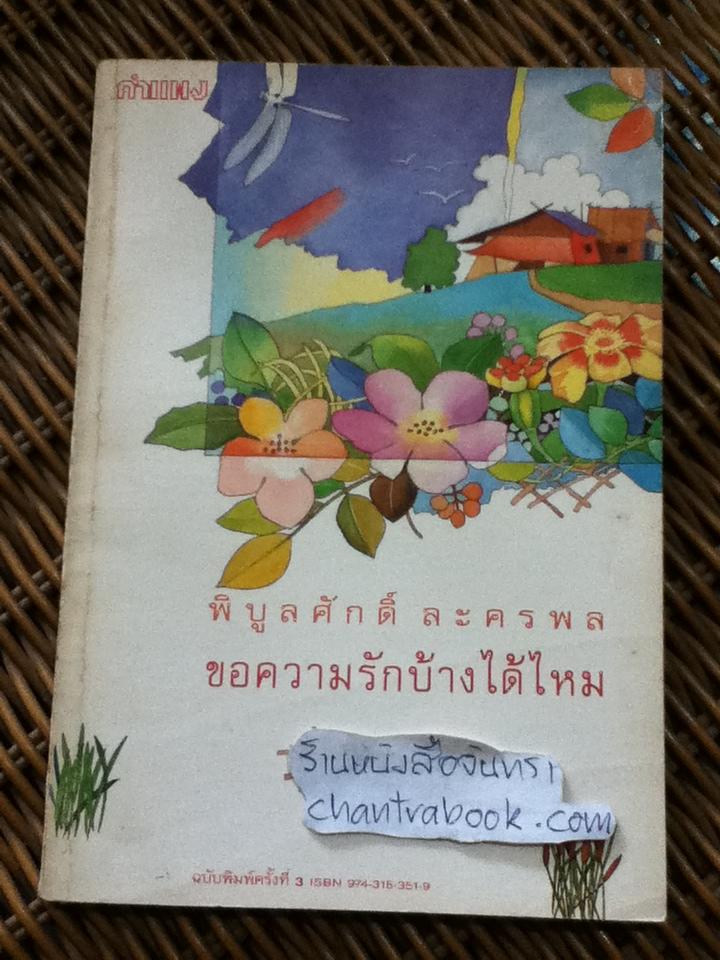 กำแพง
พิบูลศักดิ์ ละครพล
ขอความรักบ้างได้ไหม
ร้านหนังสือจันทรา
chantrabook.com
ฉบับพิมพ์ครั้งที่ 3 ISBN 974-315-351-9